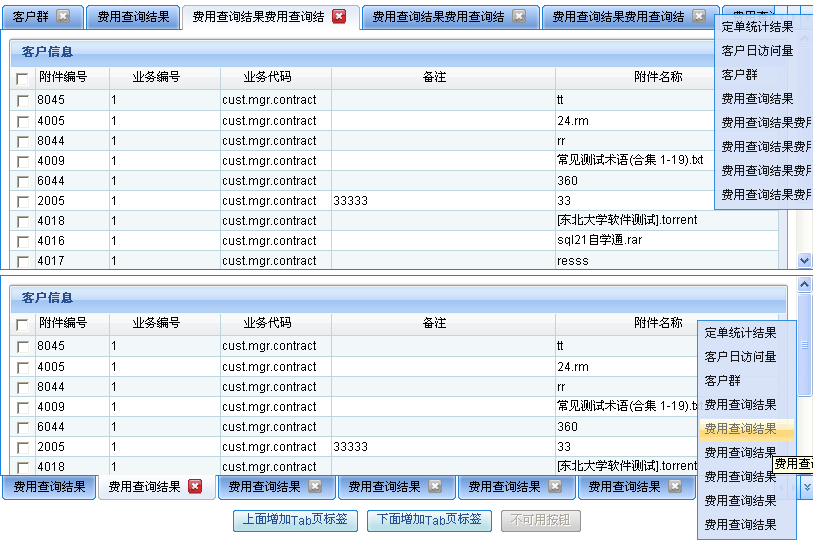 客户群 费用查询结果 费用查询结果费用查询结 费用查询结果费用查询结 费用查询结果费用查询结 费用查
定单统计结果
客户日访问量
客户群
费用查询结果
费用查询结果费用
费用查询结果费用
费用查询结果费用
费用查询结果费用
客户信息
附件编号 业务编号 业务代码 备注 附件名称
8045 1 cust.mgr.contract tt
4005 1 cust.mgr.contract 24.rm
8044 1 cust.mgr.contract rr
4009 1 cust.mgr.contract 常见测试术语(合集 1-19).txt
6044 1 cust.mgr.contract 360
2005 1 cust.mgr.contract 33333 33
4018 1 cust.mgr.contract [东北大学软件测试].torrent
4016 1 cust.mgr.contract sql21自学通.rar
4017 1 cust.mgr.contract resss
客户信息
附件编号 业务编号 业务代码 备注 附件名称
8045 1 cust.mgr.contract tt
4005 1 cust.mgr.contract 24.rm
8044 1 cust.mgr.contract rr
4009 1 cust.mgr.contract 常见测试术语(合集 1-19).t
6044 1 cust.mgr.contract 360
2005 1 cust.mgr.contract 33333 33
4018 1 cust.mgr.contract [东北大学软件测试].torrent
定单统计结果
客户日访问量
客户群
费用查询结果
费用查询结果
费用查询结果
费用查询结果
费用查询结果
费用查询结果
费用查
费用查询结果 费用查询结果 费用查询结果 费用查询结果 费用查询结果 费用查询结果
上面增加Tab页标签 下面增加Tab页标签 不可用按钮